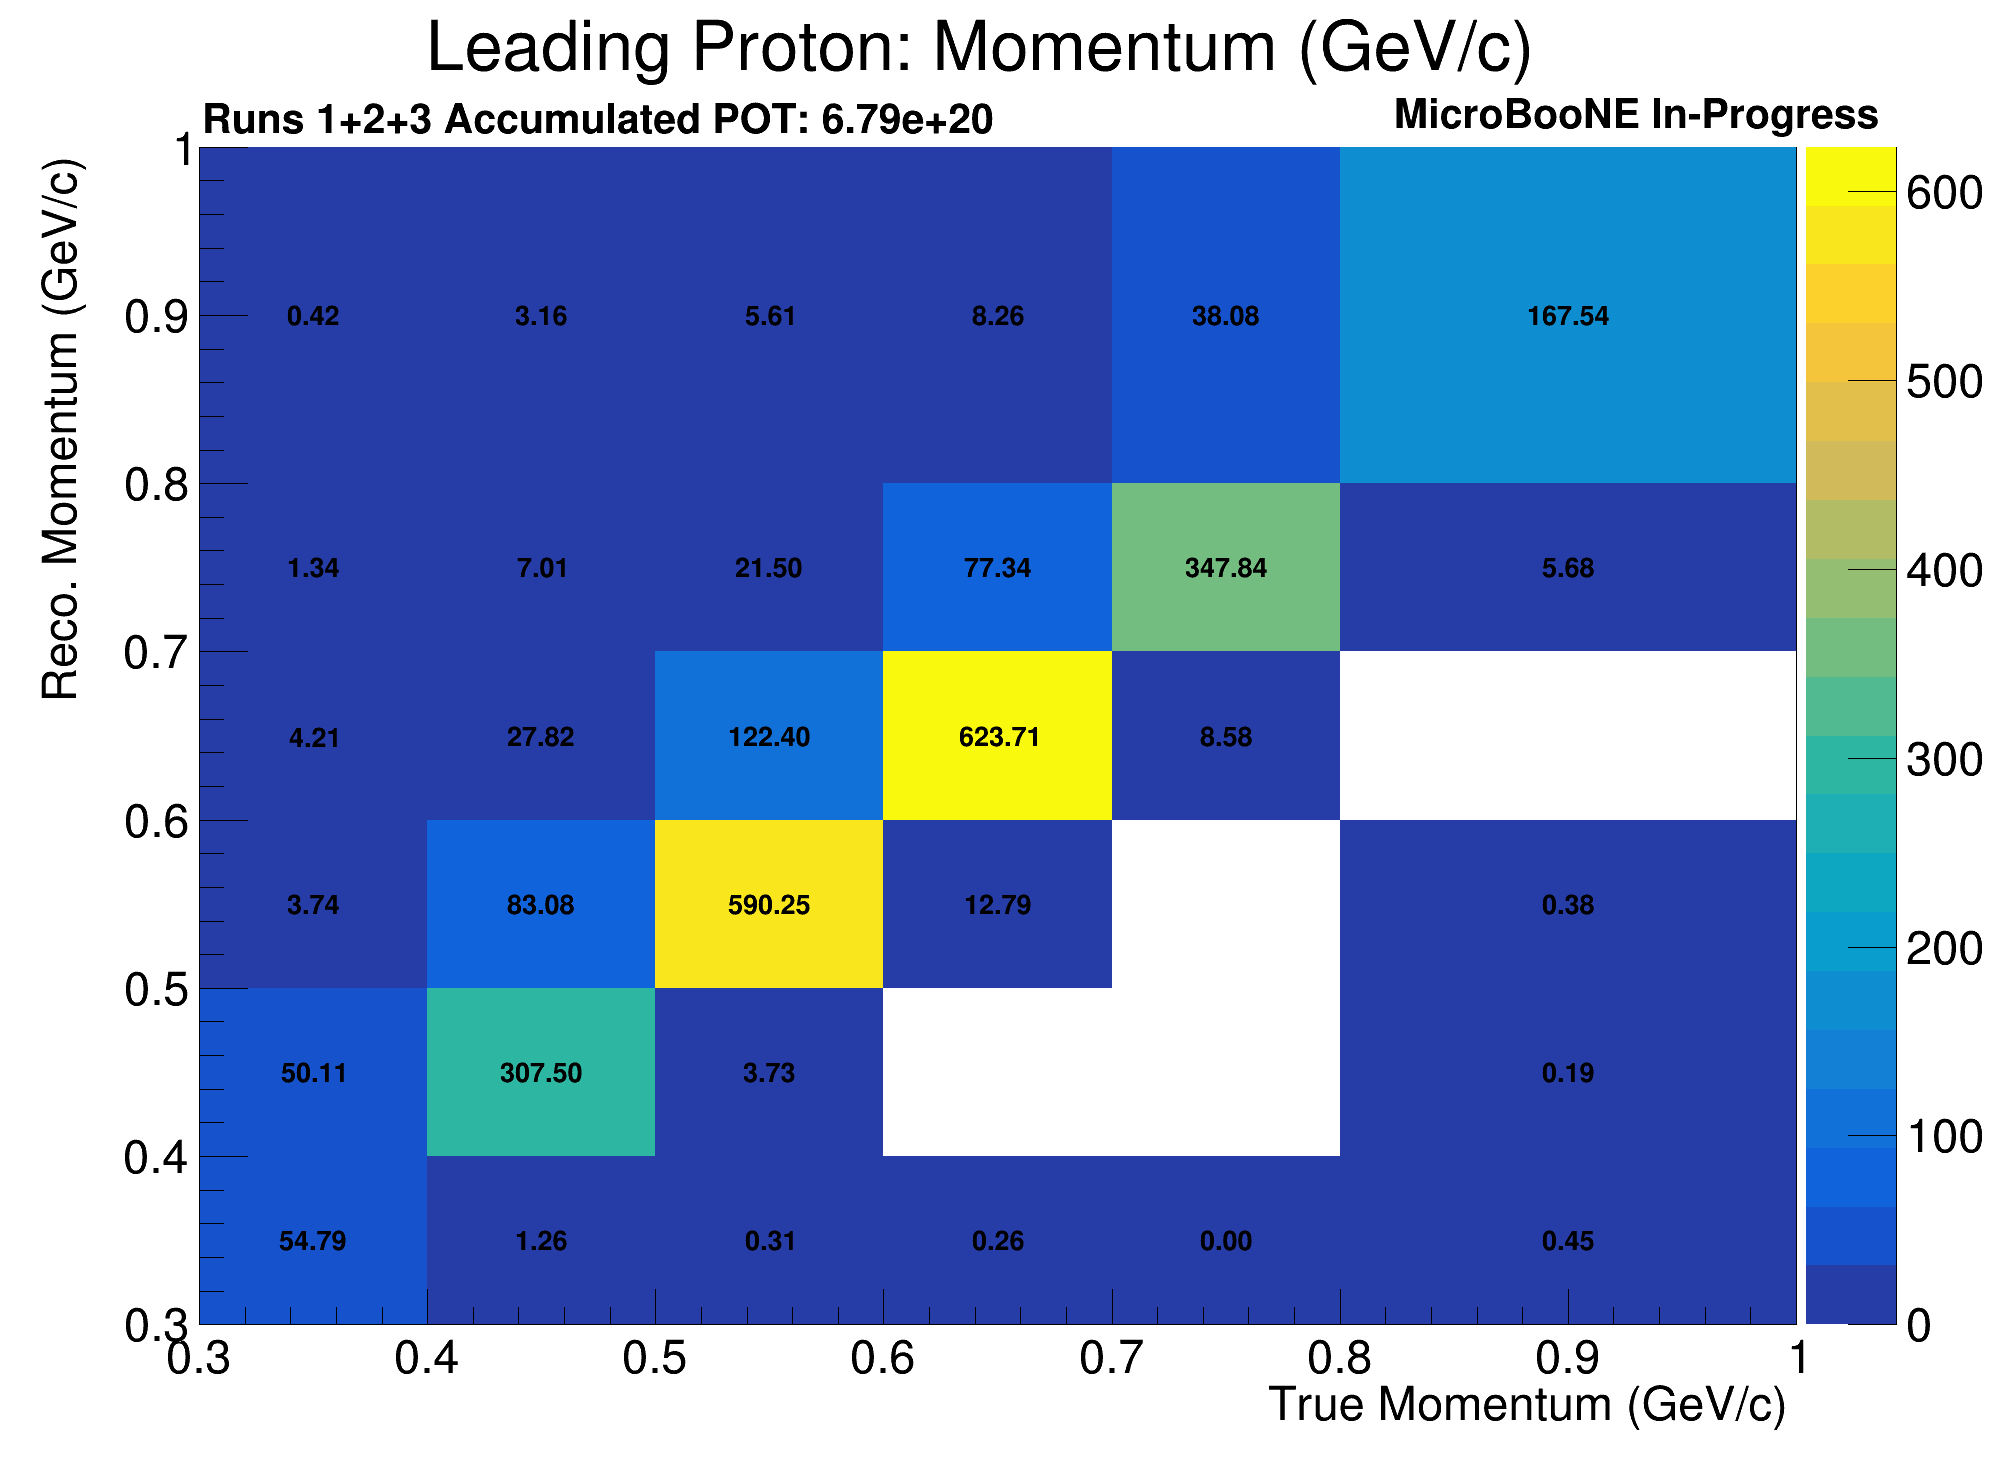 Leading Proton: Momentum (GeV/c)
Runs 1+2+3 Accumulated POT: 6.79e+20
MicroBooNE In-Progress
Reco. Momentum (GeV/c)
1
0.9
0.8
0.7
0.6
0.5
0.4
0.3
0.42 3.16 5.61 8.26 38.08 167.54
1.34 7.01 21.50 77.34 347.84 5.68
4.21 27.82 122.40 623.71 8.58
3.74 83.08 590.25 12.79 0.38
50.11 307.50 3.73 0.19
54.79 1.26 0.31 0.26 0.00 0.45
0.3 0.4 0.5 0.6 0.7 0.8 0.9 1
True Momentum (GeV/c)
600
500
400
300
200
100
0